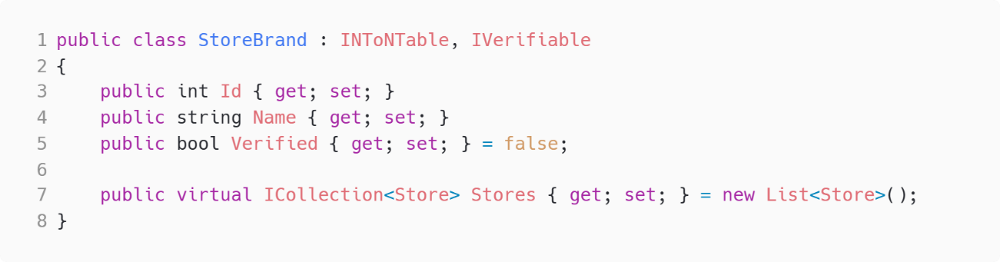 1 public class StoreBrand : INToNTable, IVerifiable
2 {
3     public int Id { get; set; }
4     public string Name { get; set; }
5     public bool Verified { get; set; } = false;
6
7     public virtual ICollection<Store> Stores { get; set; } = new List<Store>();
8 }